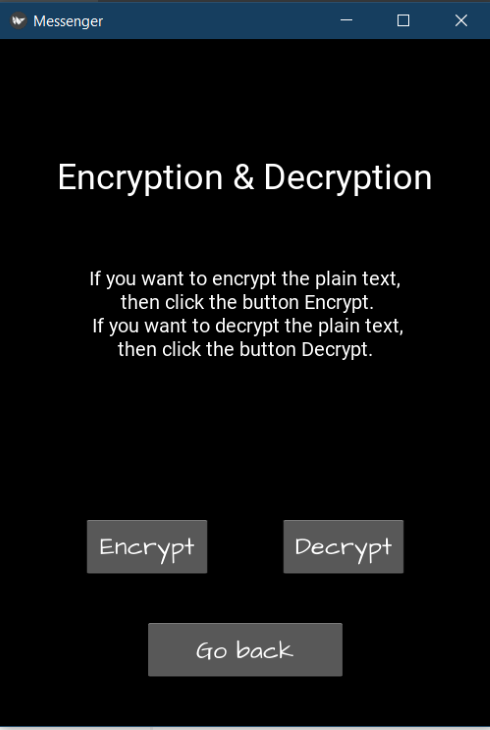 Messenger
Encryption & Decryption
If you want to encrypt the plain text,
then click the button Encrypt.
If you want to decrypt the plain text,
then click the button Decrypt.
Encrypt
Decrypt
Go back